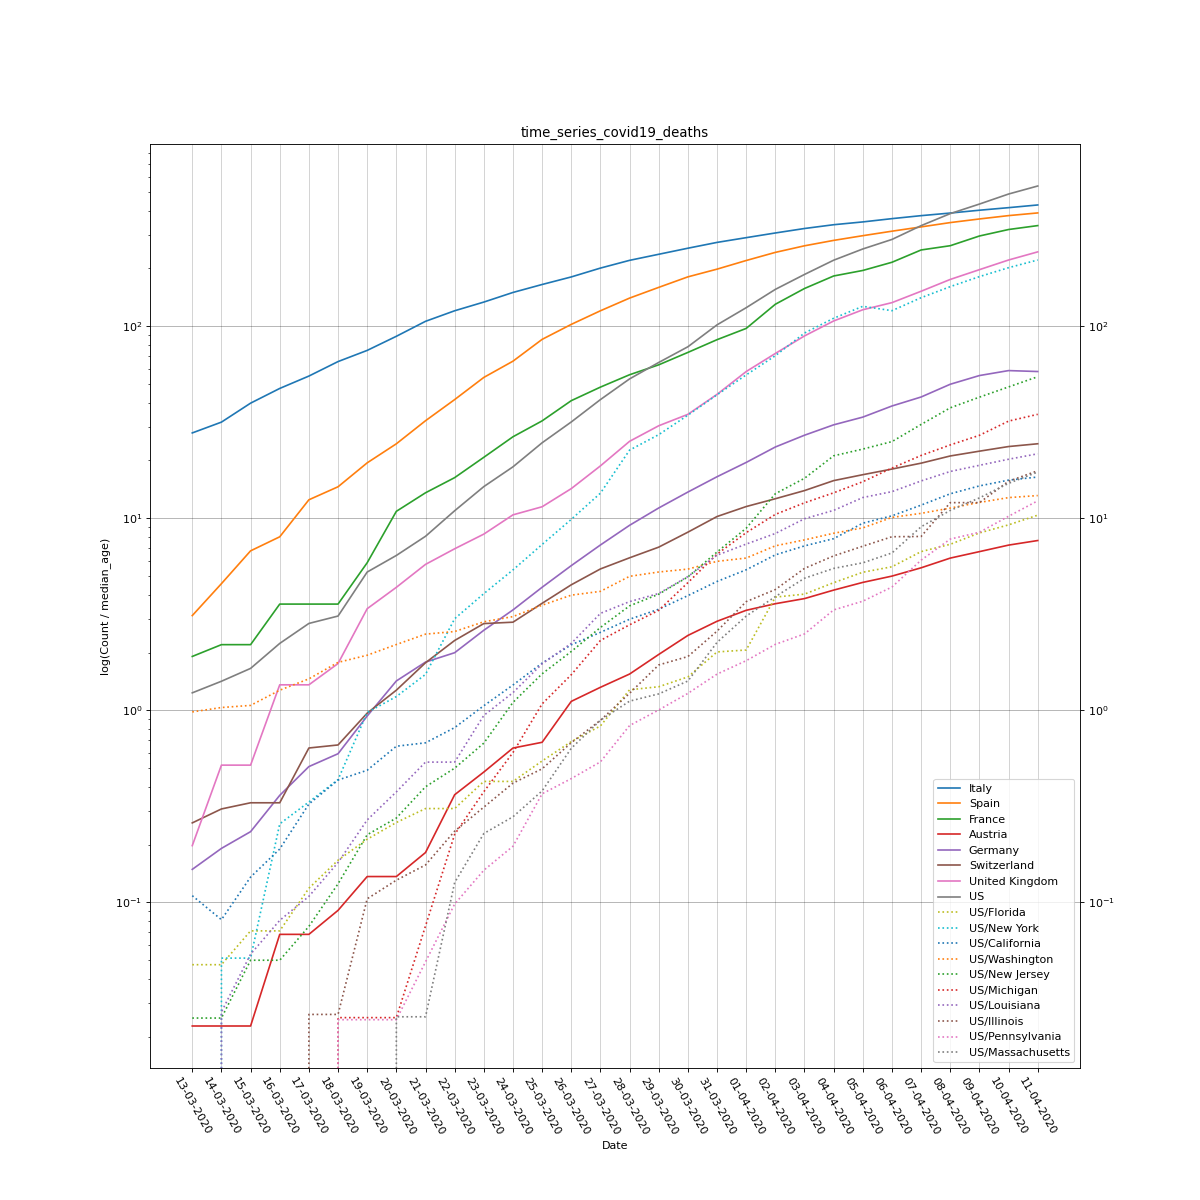 time_series_covid19_deaths
log(Count / median_age)
10²
10¹
10⁰
10⁻¹
10²
10¹
10⁰
10⁻¹
Italy
Spain
France
Austria
Germany
Switzerland
United Kingdom
US
US/Florida
US/New York
US/California
US/Washington
US/New Jersey
US/Michigan
US/Louisiana
US/Illinois
US/Pennsylvania
US/Massachusetts
13-03-2020
14-03-2020
15-03-2020
16-03-2020
17-03-2020
18-03-2020
19-03-2020
20-03-2020
21-03-2020
22-03-2020
23-03-2020
24-03-2020
25-03-2020
26-03-2020
27-03-2020
28-03-2020
29-03-2020
30-03-2020
31-03-2020
01-04-2020
02-04-2020
03-04-2020
04-04-2020
05-04-2020
06-04-2020
07-04-2020
08-04-2020
09-04-2020
10-04-2020
11-04-2020
Date